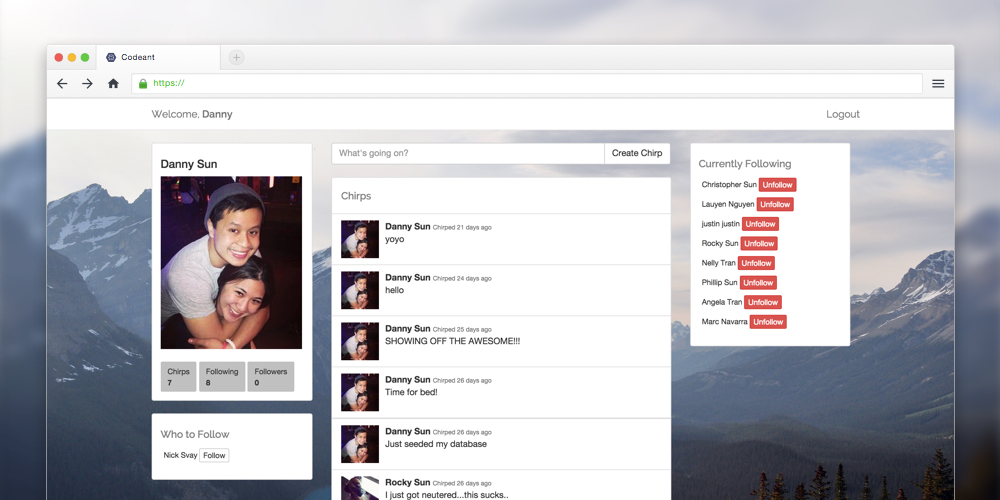 Codeant
https://
Welcome, Danny
Logout
Danny Sun
Chirps
7
Following
8
Followers
0
Who to Follow
Nick Svay Follow
What's going on?
Create Chirp
Chirps
Danny Sun Chirped 21 days ago
yoyo
Danny Sun Chirped 24 days ago
hello
Danny Sun Chirped 25 days ago
SHOWING OFF THE AWESOME!!!
Danny Sun Chirped 26 days ago
Time for bed!
Danny Sun Chirped 26 days ago
Just seeded my database
Rocky Sun Chirped 26 days ago
I just got neutered...this sucks..
Currently Following
Christopher Sun Unfollow
Lauyen Nguyen Unfollow
justin justin Unfollow
Rocky Sun Unfollow
Nelly Tran Unfollow
Phillip Sun Unfollow
Angela Tran Unfollow
Marc Navarra Unfollow